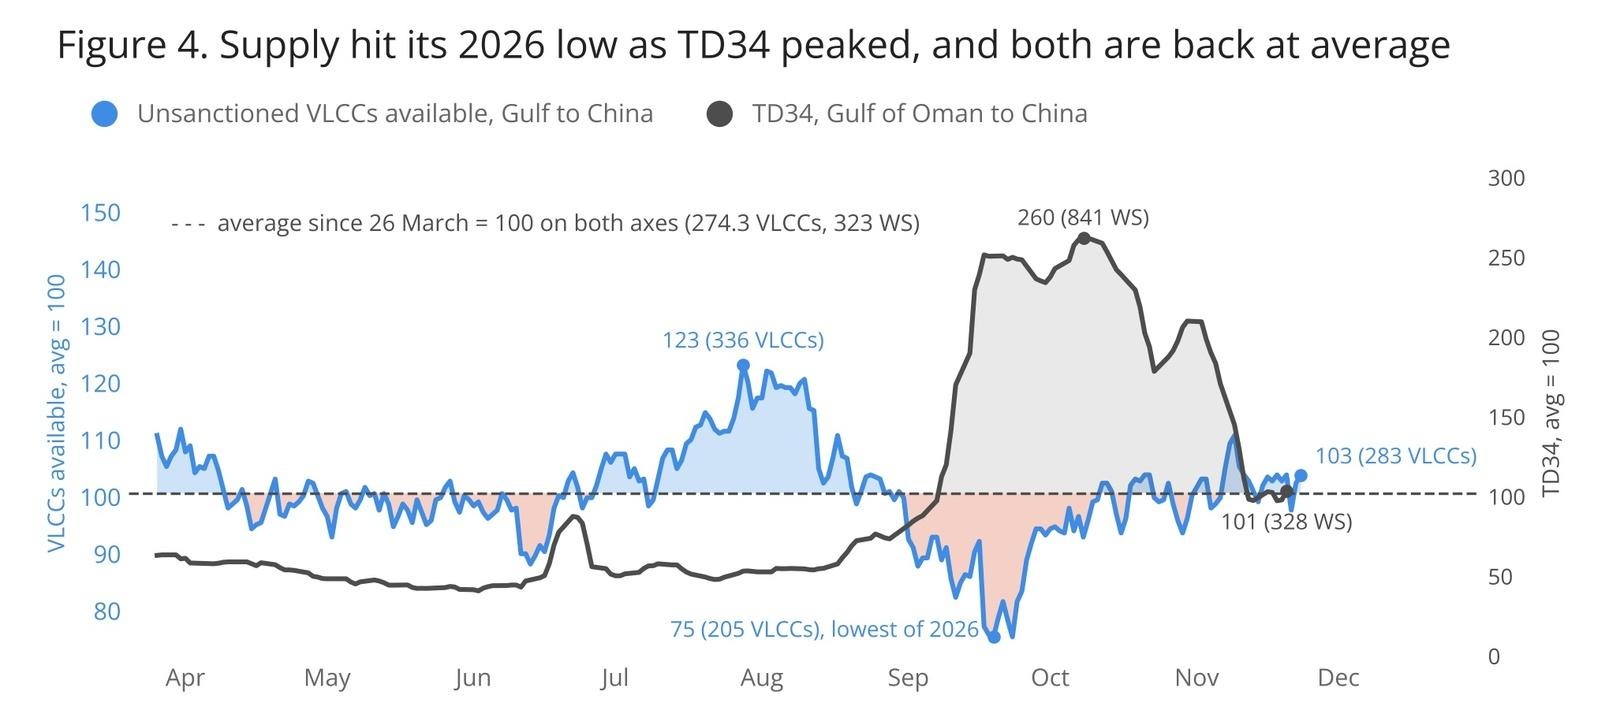 Figure 4. Supply hit its 2026 low as TD34 peaked, and both are back at average
Unsanctioned VLCCs available, Gulf to China
TD34, Gulf of Oman to China
VLCCs available, avg = 100
150
140
130
120
110
100
90
80
--- average since 26 March = 100 on both axes (274.3 VLCCs, 323 WS)
123 (336 VLCCs)
260 (841 WS)
75 (205 VLCCs), lowest of 2026
103 (283 VLCCs)
101 (328 WS)
300
250
200
150
100
50
0
TD34, avg = 100
Apr May Jun Jul Aug Sep Oct Nov Dec